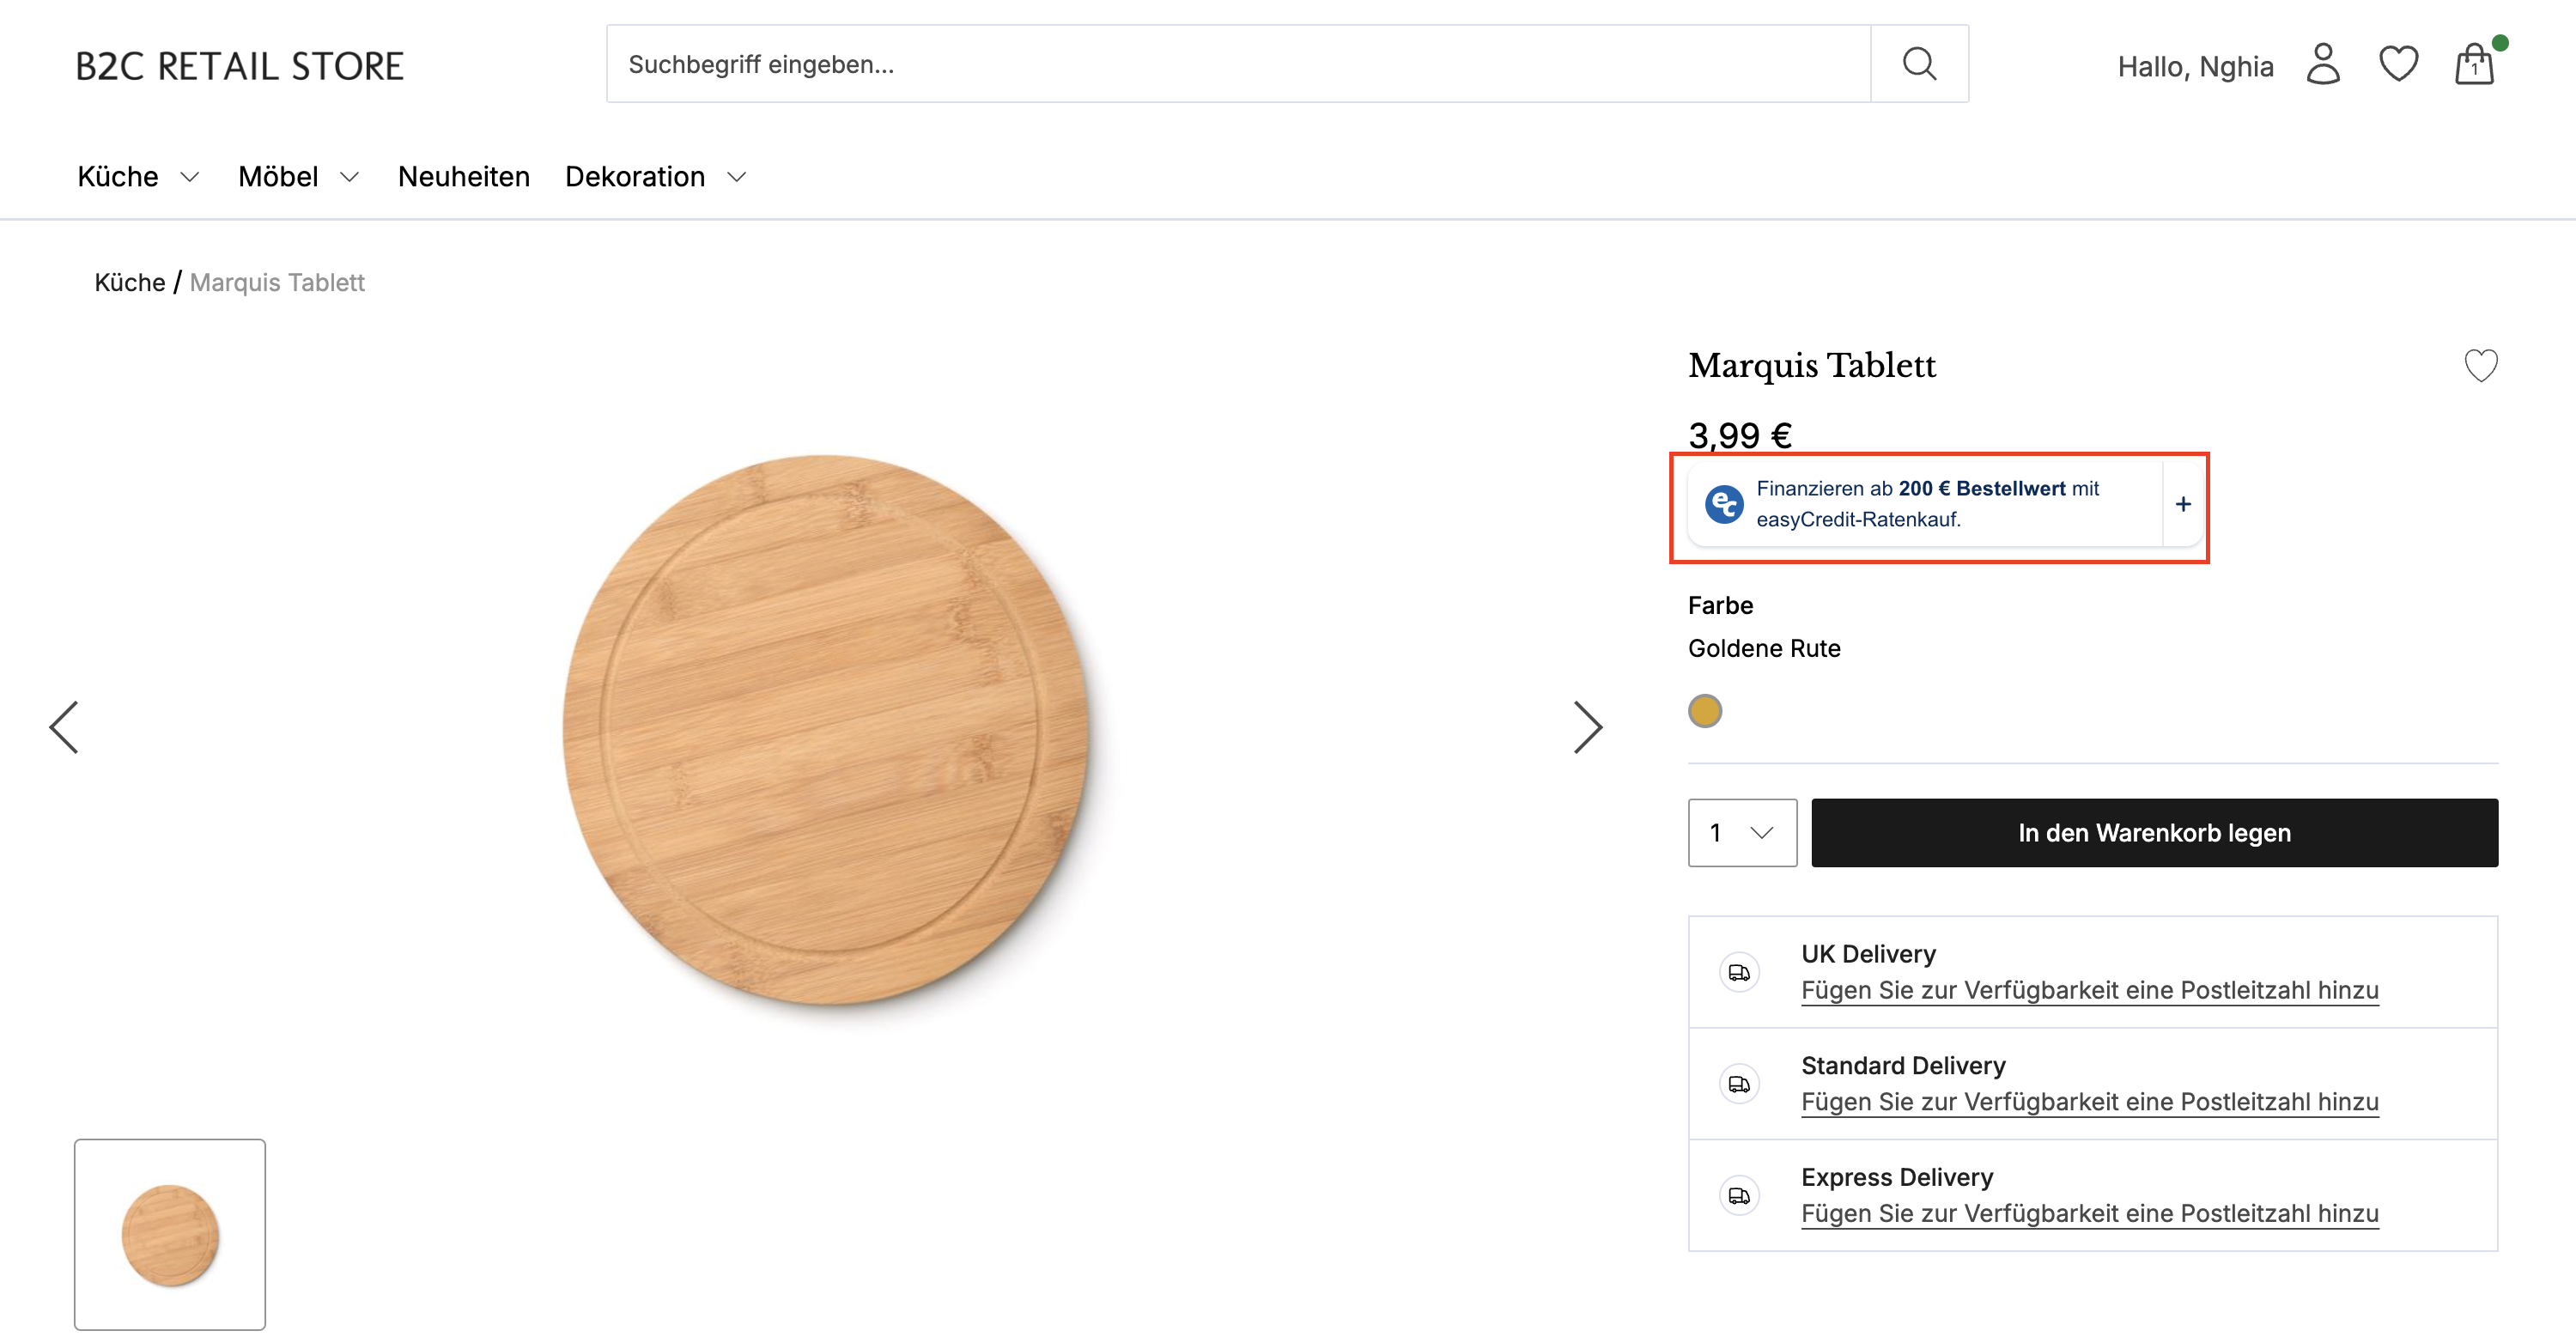 B2C RETAIL STORE
Suchbegriff eingeben...
Hallo, Nghia
1
Küche
Möbel
Neuheiten
Dekoration
Küche / Marquis Tablett
Marquis Tablett
3,99 €
ec
Finanzieren ab 200 € Bestellwert mit
easyCredit-Ratenkauf.
+
Farbe
Goldene Rute
1
In den Warenkorb legen
UK Delivery
Fügen Sie zur Verfügbarkeit eine Postleitzahl hinzu
Standard Delivery
Fügen Sie zur Verfügbarkeit eine Postleitzahl hinzu
Express Delivery
Fügen Sie zur Verfügbarkeit eine Postleitzahl hinzu